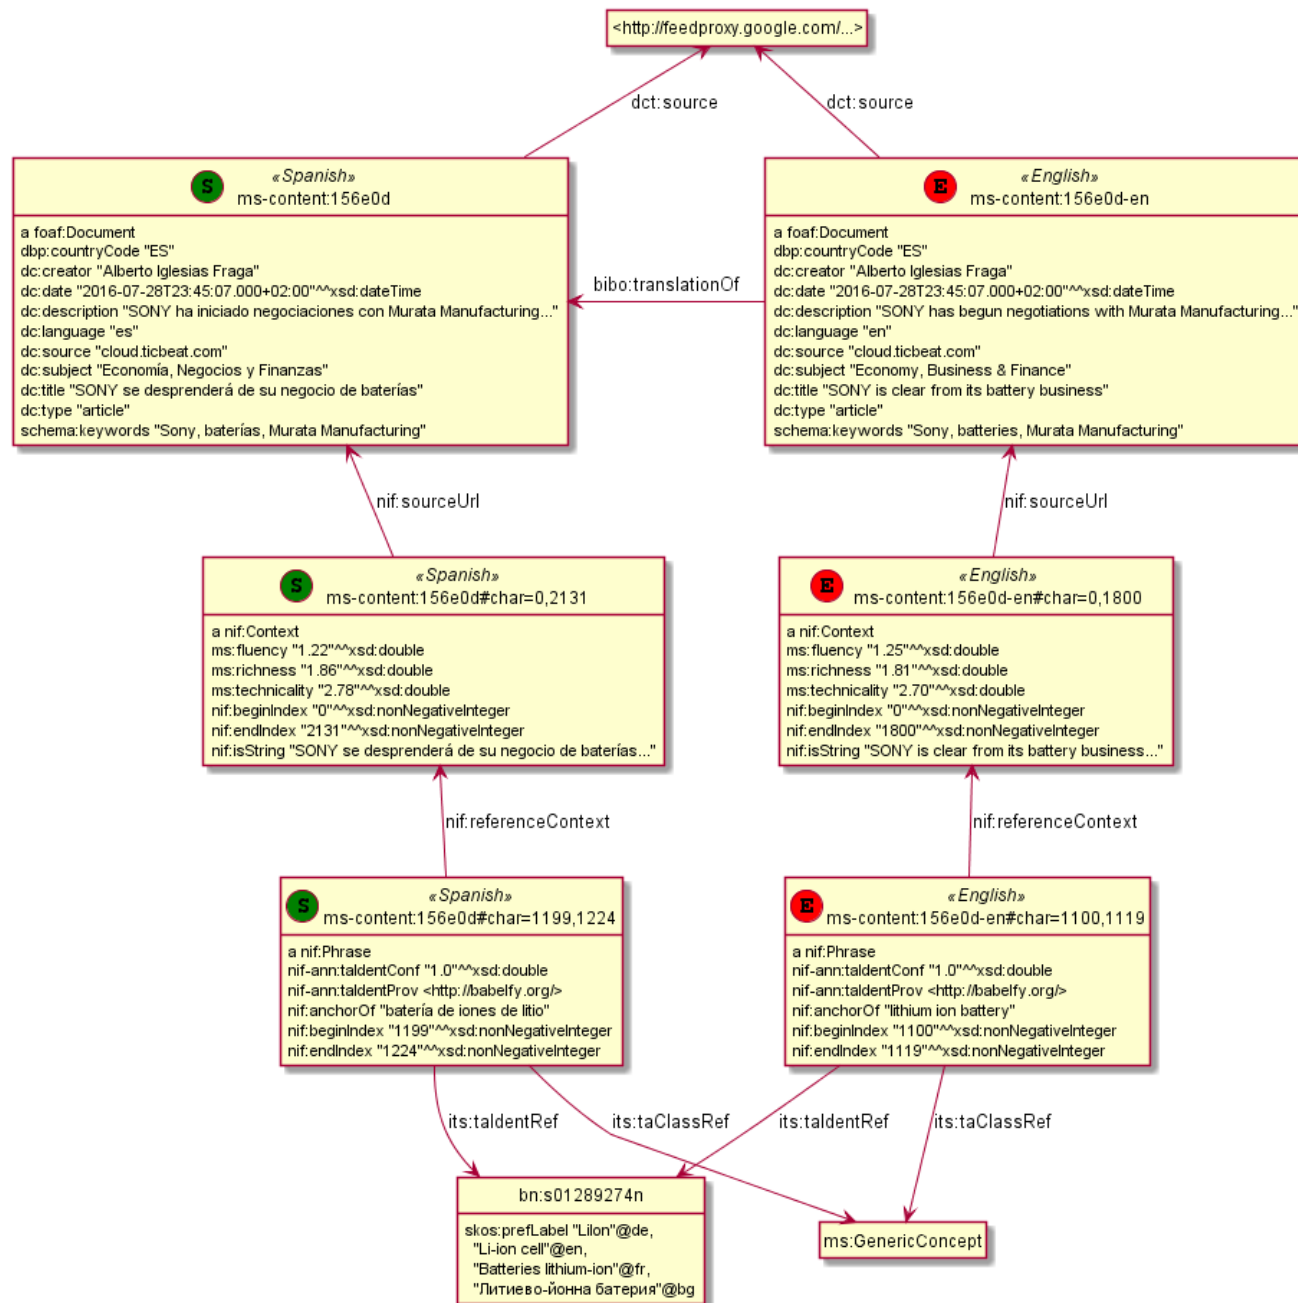 <http://feedproxy.google.com/...>
dct:source
dct:source
S
«Spanish»
ms-content:156e0d
a foaf:Document
dbp:countryCode "ES"
dc:creator "Alberto Iglesias Fraga"
dc:date "2016-07-28T23:45:07.000+02:00"^^xsd:dateTime
dc:description "SONY ha iniciado negociaciones con Murata Manufacturing..."
dc:language "es"
dc:source "cloud.ticbeat.com"
dc:subject "Economía, Negocios y Finanzas"
dc:title "SONY se desprenderá de su negocio de baterías"
dc:type "article"
schema:keywords "Sony, baterías, Murata Manufacturing"
bibo:translationOf
E
«English»
ms-content:156e0d-en
a foaf:Document
dbp:countryCode "ES"
dc:creator "Alberto Iglesias Fraga"
dc:date "2016-07-28T23:45:07.000+02:00"^^xsd:dateTime
dc:description "SONY has begun negotiations with Murata Manufacturing..."
dc:language "en"
dc:source "cloud.ticbeat.com"
dc:subject "Economy, Business & Finance"
dc:title "SONY is clear from its battery business"
dc:type "article"
schema:keywords "Sony, batteries, Murata Manufacturing"
nif:sourceUrl
nif:sourceUrl
S
«Spanish»
ms-content:156e0d#char=0,2131
a nif:Context
ms:fluency "1.22"^^xsd:double
ms:richness "1.86"^^xsd:double
ms:technicality "2.78"^^xsd:double
nif:beginIndex "0"^^xsd:nonNegativeInteger
nif:endIndex "2131"^^xsd:nonNegativeInteger
nif:isString "SONY se desprenderá de su negocio de baterías..."
E
«English»
ms-content:156e0d-en#char=0,1800
a nif:Context
ms:fluency "1.25"^^xsd:double
ms:richness "1.81"^^xsd:double
ms:technicality "2.70"^^xsd:double
nif:beginIndex "0"^^xsd:nonNegativeInteger
nif:endIndex "1800"^^xsd:nonNegativeInteger
nif:isString "SONY is clear from its battery business..."
nif:referenceContext
nif:referenceContext
S
«Spanish»
ms-content:156e0d#char=1199,1224
a nif:Phrase
nif-ann:taIdentConf "1.0"^^xsd:double
nif-ann:taIdentProv <http://babelfy.org/>
nif:anchorOf "batería de iones de litio"
nif:beginIndex "1199"^^xsd:nonNegativeInteger
nif:endIndex "1224"^^xsd:nonNegativeInteger
E
«English»
ms-content:156e0d-en#char=1100,1119
a nif:Phrase
nif-ann:taIdentConf "1.0"^^xsd:double
nif-ann:taIdentProv <http://babelfy.org/>
nif:anchorOf "lithium ion battery"
nif:beginIndex "1100"^^xsd:nonNegativeInteger
nif:endIndex "1119"^^xsd:nonNegativeInteger
its:taIdentRef
its:taClassRef
its:taIdentRef
its:taClassRef
bn:s01289274n
skos:prefLabel "LiIon"@de,
"Li-ion cell"@en,
"Batteries lithium-ion"@fr,
"Литиево-йонна батерия"@bg
ms:GenericConcept